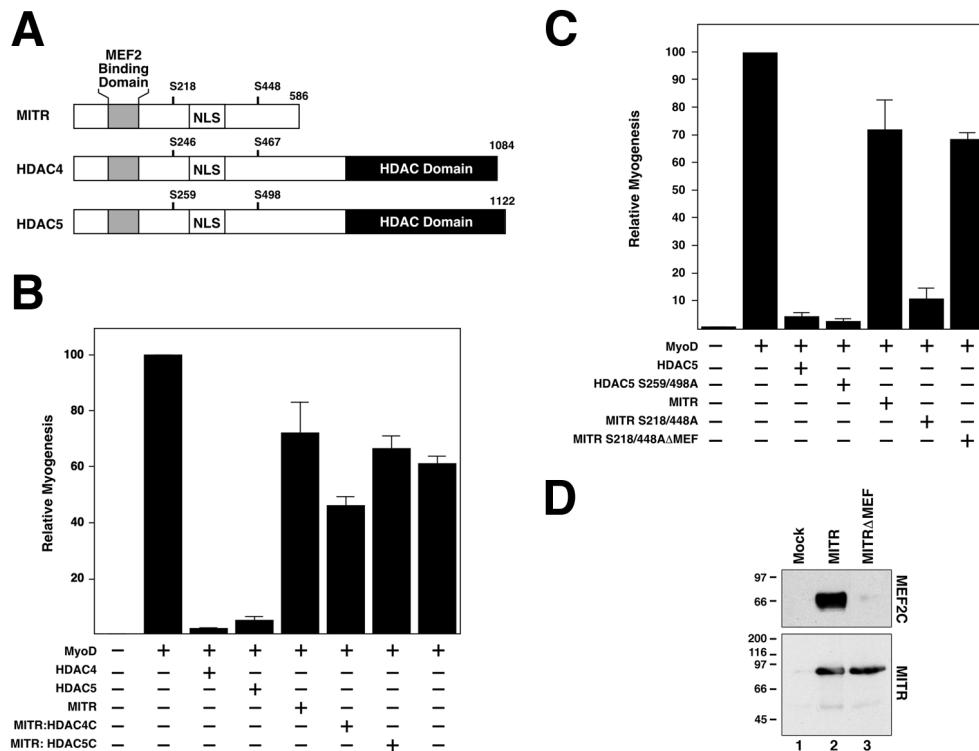 A
MEF2
Binding
Domain
S218
S448
586
MITR
NLS
S246
S467
1084
HDAC4
NLS
HDAC Domain
S259
S498
1122
HDAC5
NLS
HDAC Domain
B
Relative Myogenesis
100
80
60
40
20
– + + + + + + + MyoD
– – + – – – – – HDAC4
– – – + – – – – HDAC5
– – – – + – – – MITR
– – – – – + – – MITR:HDAC4C
– – – – – – + – MITR: HDAC5C
C
Relative Myogenesis
100
90
80
70
60
50
40
30
20
10
– + + + + + + MyoD
– – + – – – – HDAC5
– – – + – – – HDAC5 S259/498A
– – – – + – – MITR
– – – – – + – MITR S218/448A
– – – – – – + MITR S218/448AΔMEF
D
Mock
MITR
MITRΔMEF
97
66
MEF2C
200
116
97
66
45
MITR
1 2 3